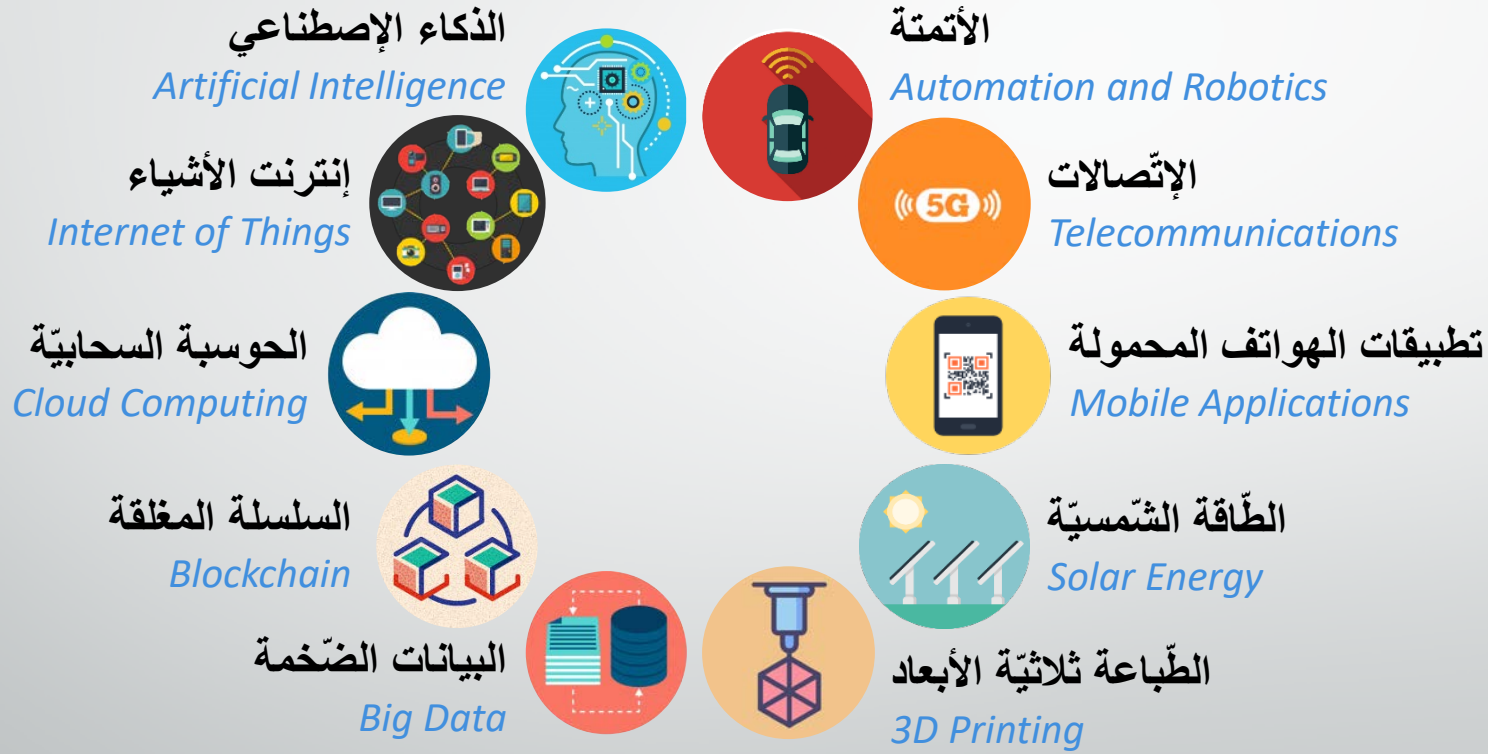 الذكاء الإصطناعي
Artificial Intelligence
الأتمتة
Automation and Robotics
إنترنت الأشياء
Internet of Things
الإتّصالات
Telecommunications
5G
الحوسبة السحابيّة
Cloud Computing
تطبيقات الهواتف المحمولة
Mobile Applications
السلسلة المغلقة
Blockchain
الطّاقة الشّمسيّة
Solar Energy
البيانات الضّخمة
Big Data
الطّباعة ثلاثيّة الأبعاد
3D Printing